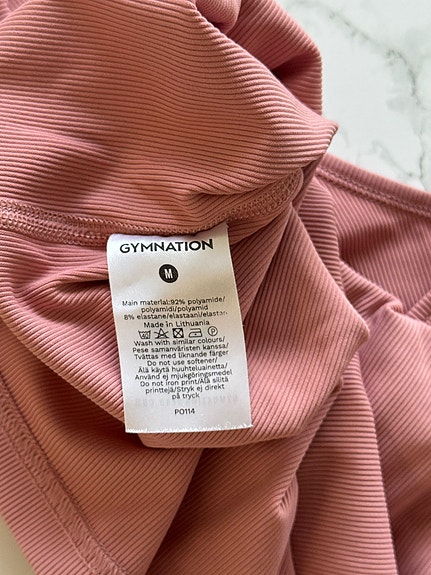 GYMNATION
M
Main material:92% polyamide/
polyamidi/polyamid
8% elastane/elastaani/elastan
Made in Lithuania
Wash with similar colours/
Pese samanväristen kanssa/
Tvättas med liknande färger
Do not use softener/
Älä käytä huuhteluainetta/
Använd ej mjukgöringsmedel
Do not iron print/Älä silitä
printtejä/Stryk ej direkt
på tryck
P0114